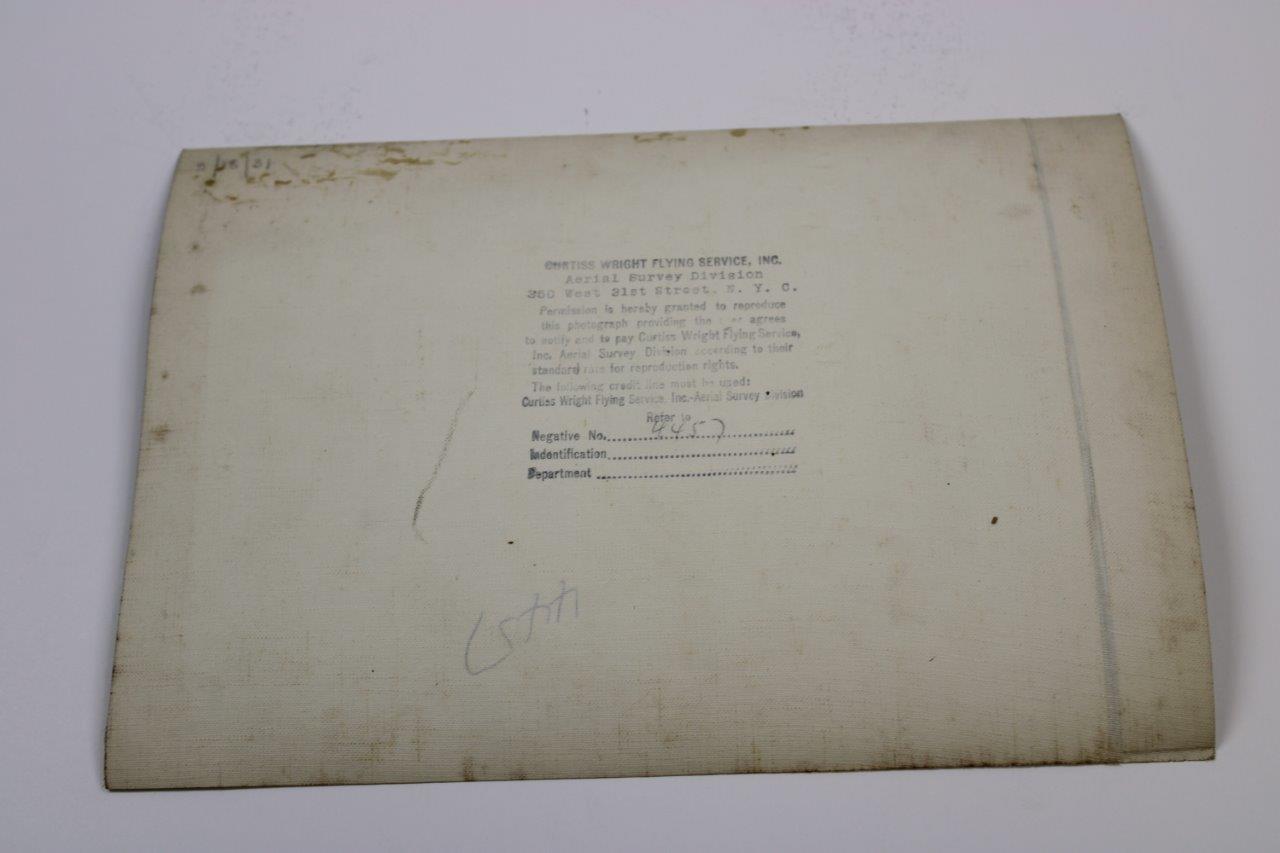 CURTISS WRIGHT FLYING SERVICE, INC.
Aerial Survey Division
350 West 31st Street, N. Y. C.
Permission is hereby granted to reproduce
this photograph providing the agrees
to notify and to pay Curtiss Wright Flying Service,
Inc. Aerial Survey Division according to their
standard rate for reproduction rights.
The following credit line must be used:
Curtiss Wright Flying Service, Inc.-Aerial Survey Division
Refer to
Negative No. 4457
Indentification
Department